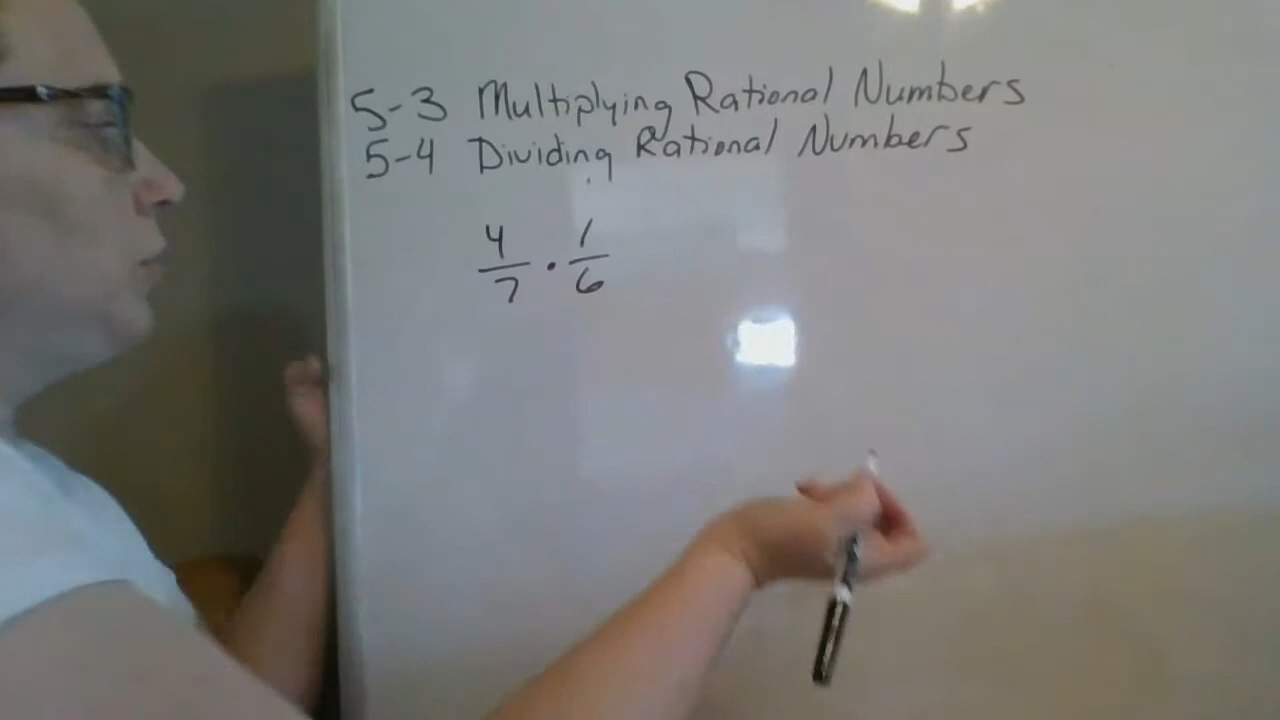 5-3 Multiplying Rational Numbers
5-4 Dividing Rational Numbers
4/7 · 1/6